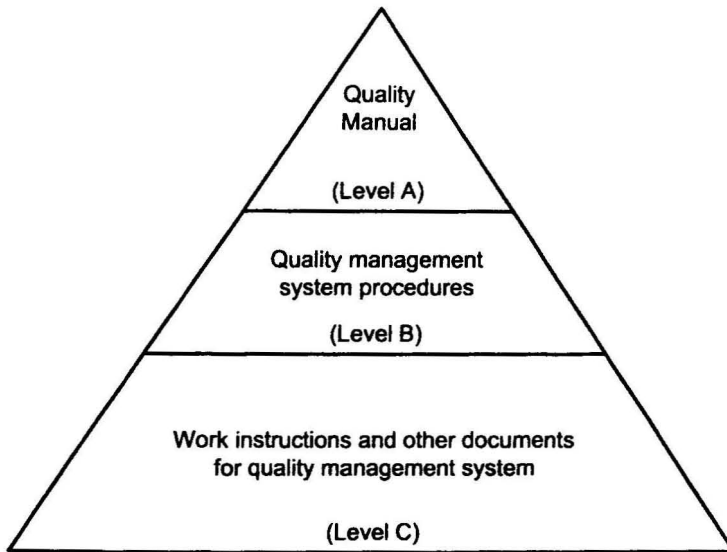 Quality
Manual
(Level A)
Quality management
system procedures
(Level B)
Work instructions and other documents
for quality management system
(Level C)